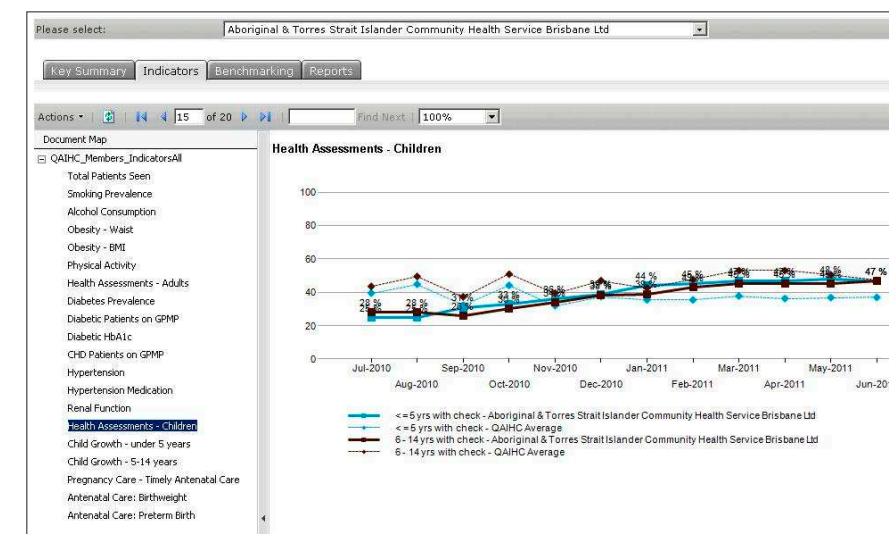 Please select: Aboriginal & Torres Strait Islander Community Health Service Brisbane Ltd
Key Summary Indicators Benchmarking Reports
Actions 15 of 20 Find Next 100%
Document Map
QAIHC_Members_IndicatorsAll
Total Patients Seen
Smoking Prevalence
Alcohol Consumption
Obesity - Waist
Obesity - BMI
Physical Activity
Health Assessments - Adults
Diabetes Prevalence
Diabetic Patients on GPMP
Diabetic HbA1c
CHD Patients on GPMP
Hypertension
Hypertension Medication
Renal Function
Health Assessments - Children
Child Growth - under 5 years
Child Growth - 5-14 years
Pregnancy Care - Timely Antenatal Care
Antenatal Care: Birthweight
Antenatal Care: Preterm Birth
Health Assessments - Children
100
80
60
40
20
0
28 % 28 % 44 % 45 % 47 %
Jul-2010 Sep-2010 Nov-2010 Jan-2011 Mar-2011 May-2011
Aug-2010 Oct-2010 Dec-2010 Feb-2011 Apr-2011 Jun-20
<=5 yrs with check - Aboriginal & Torres Strait Islander Community Health Service Brisbane Ltd
<=5 yrs with check - QAIHC Average
6 - 14 yrs with check - Aboriginal & Torres Strait Islander Community Health Service Brisbane Ltd
6 - 14 yrs with check - QAIHC Average